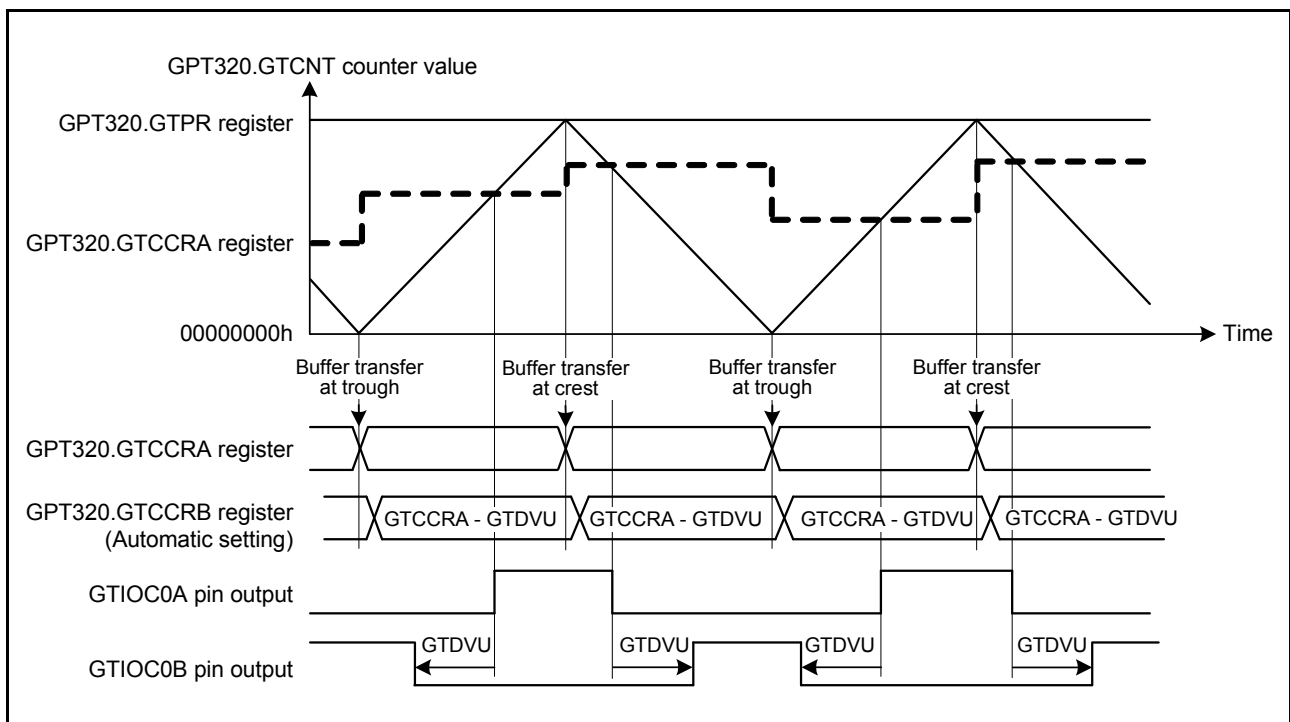 GPT320.GTCNT counter value
GPT320.GTPR register
GPT320.GTCCRA register
00000000h
Time
Buffer transfer
at trough
Buffer transfer
at crest
Buffer transfer
at trough
Buffer transfer
at crest
GPT320.GTCCRA register
GPT320.GTCCRB register
(Automatic setting)
GTCCRA - GTDVU
GTCCRA - GTDVU
GTCCRA - GTDVU
GTCCRA - GTDVU
GTIOC0A pin output
GTIOC0B pin output
GTDVU
GTDVU
GTDVU
GTDVU